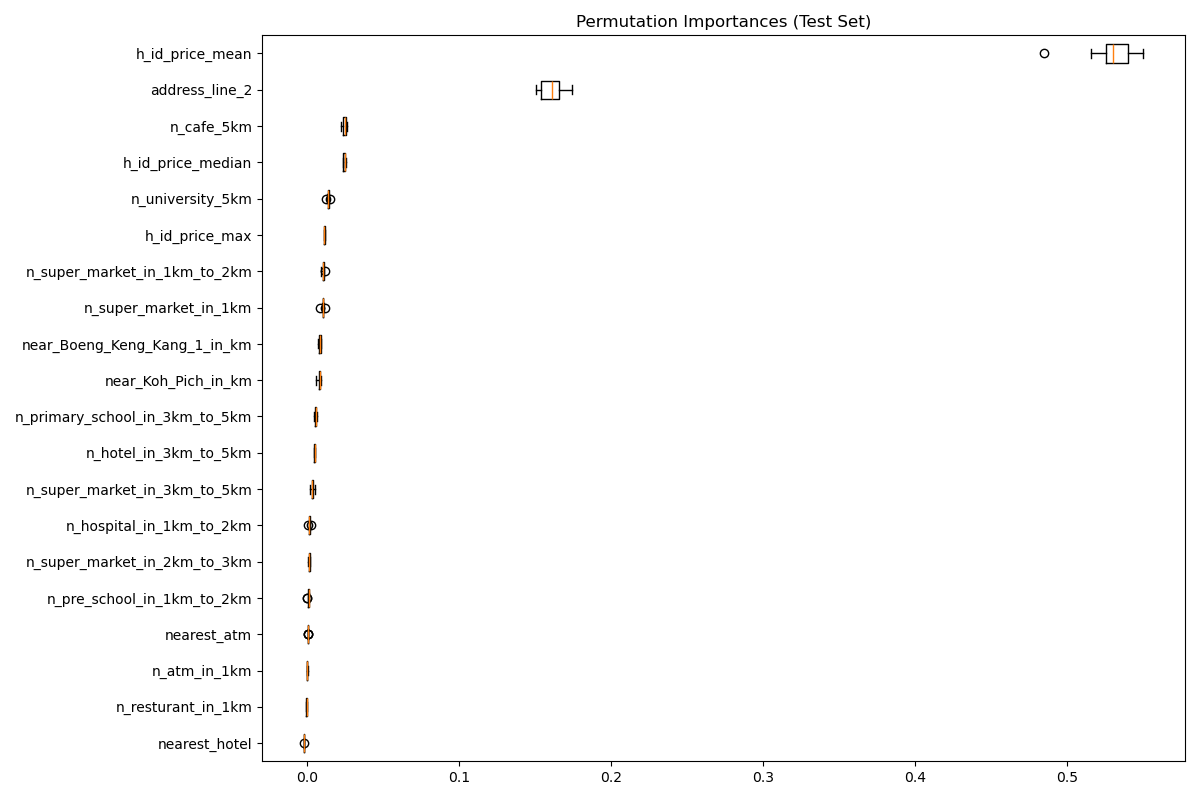 Permutation Importances (Test Set)
h_id_price_mean
address_line_2
n_cafe_5km
h_id_price_median
n_university_5km
h_id_price_max
n_super_market_in_1km_to_2km
n_super_market_in_1km
near_Boeng_Keng_Kang_1_in_km
near_Koh_Pich_in_km
n_primary_school_in_3km_to_5km
n_hotel_in_3km_to_5km
n_super_market_in_3km_to_5km
n_hospital_in_1km_to_2km
n_super_market_in_2km_to_3km
n_pre_school_in_1km_to_2km
nearest_atm
n_atm_in_1km
n_resturant_in_1km
nearest_hotel
0.0 0.1 0.2 0.3 0.4 0.5